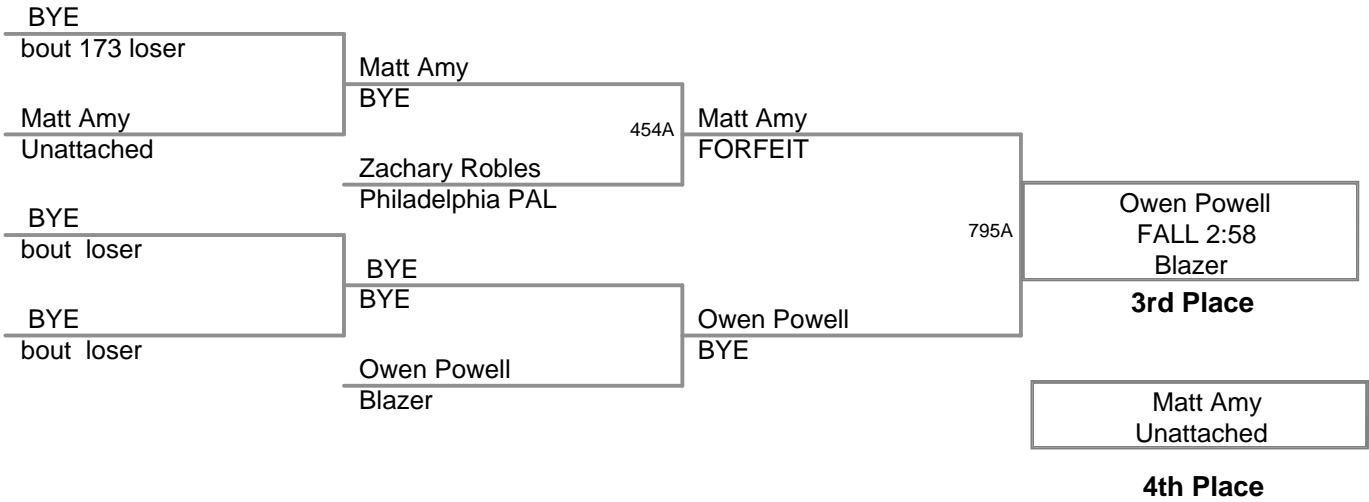 BYE
bout 173 loser
Matt Amy
BYE
Matt Amy
Unattached
454A
Matt Amy
FORFEIT
Zachary Robles
Philadelphia PAL
BYE
bout loser
795A
Owen Powell
FALL 2:58
Blazer
3rd Place
BYE
BYE
BYE
bout loser
Owen Powell
BYE
Owen Powell
Blazer
Matt Amy
Unattached
4th Place